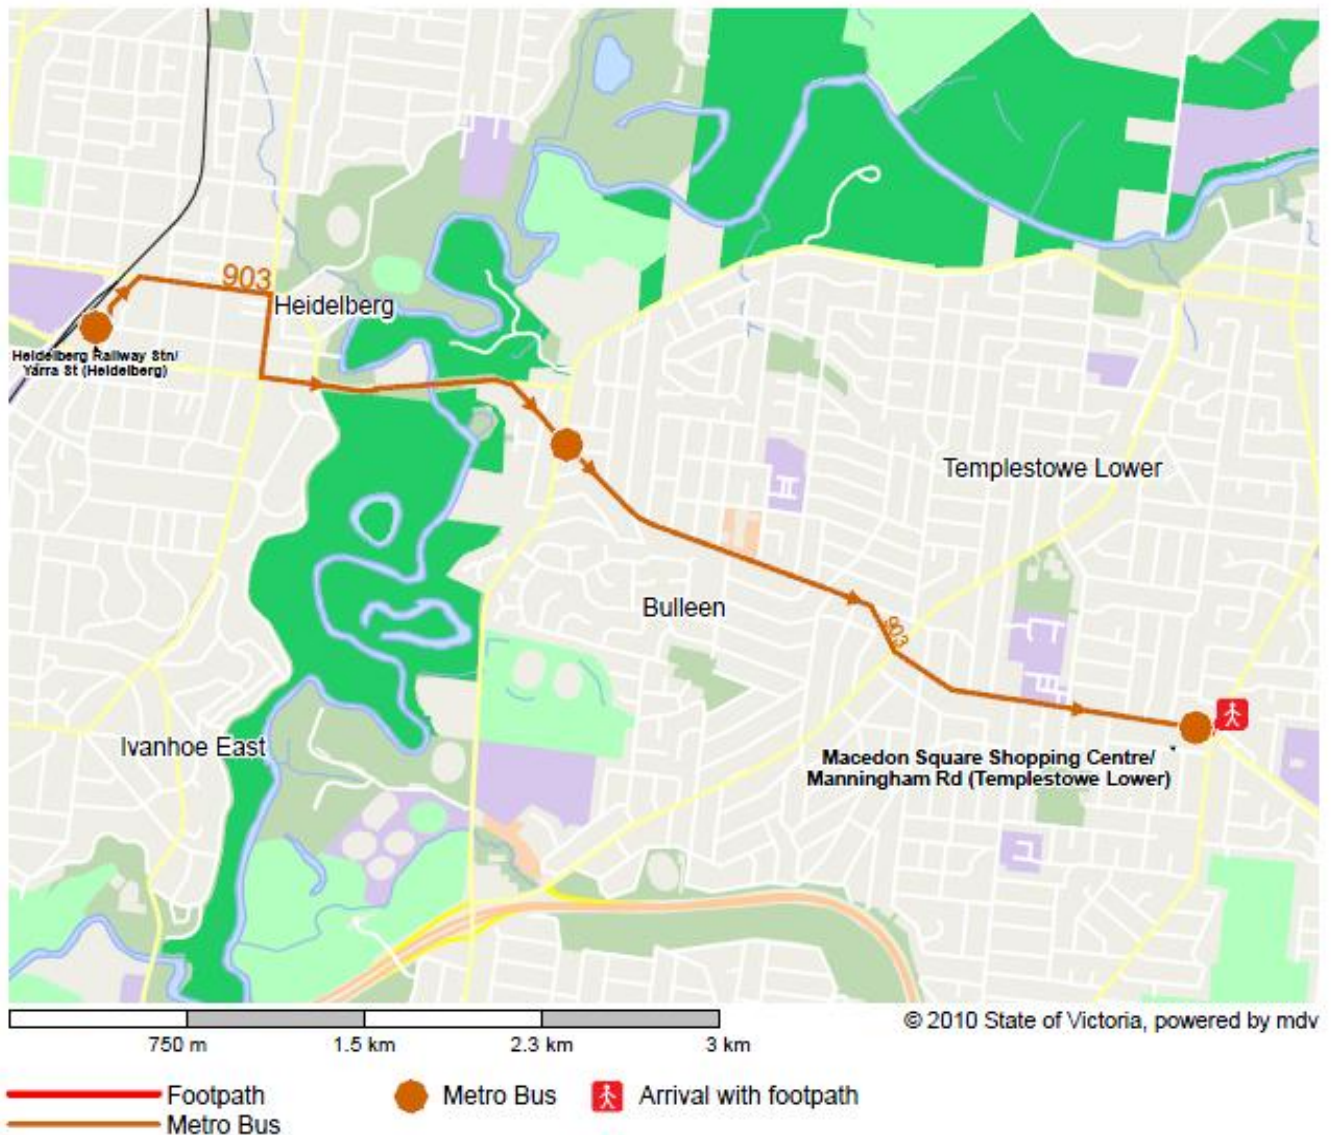 903
Heidelberg
Heidelberg Railway Stn/
Yarra St (Heidelberg)
Templestowe Lower
Bulleen
903
Ivanhoe East
Macedon Square Shopping Centre/
Manningham Rd (Templestowe Lower)
© 2010 State of Victoria, powered by mdv
750 m 1.5 km 2.3 km 3 km
Footpath Metro Bus Arrival with footpath
Metro Bus